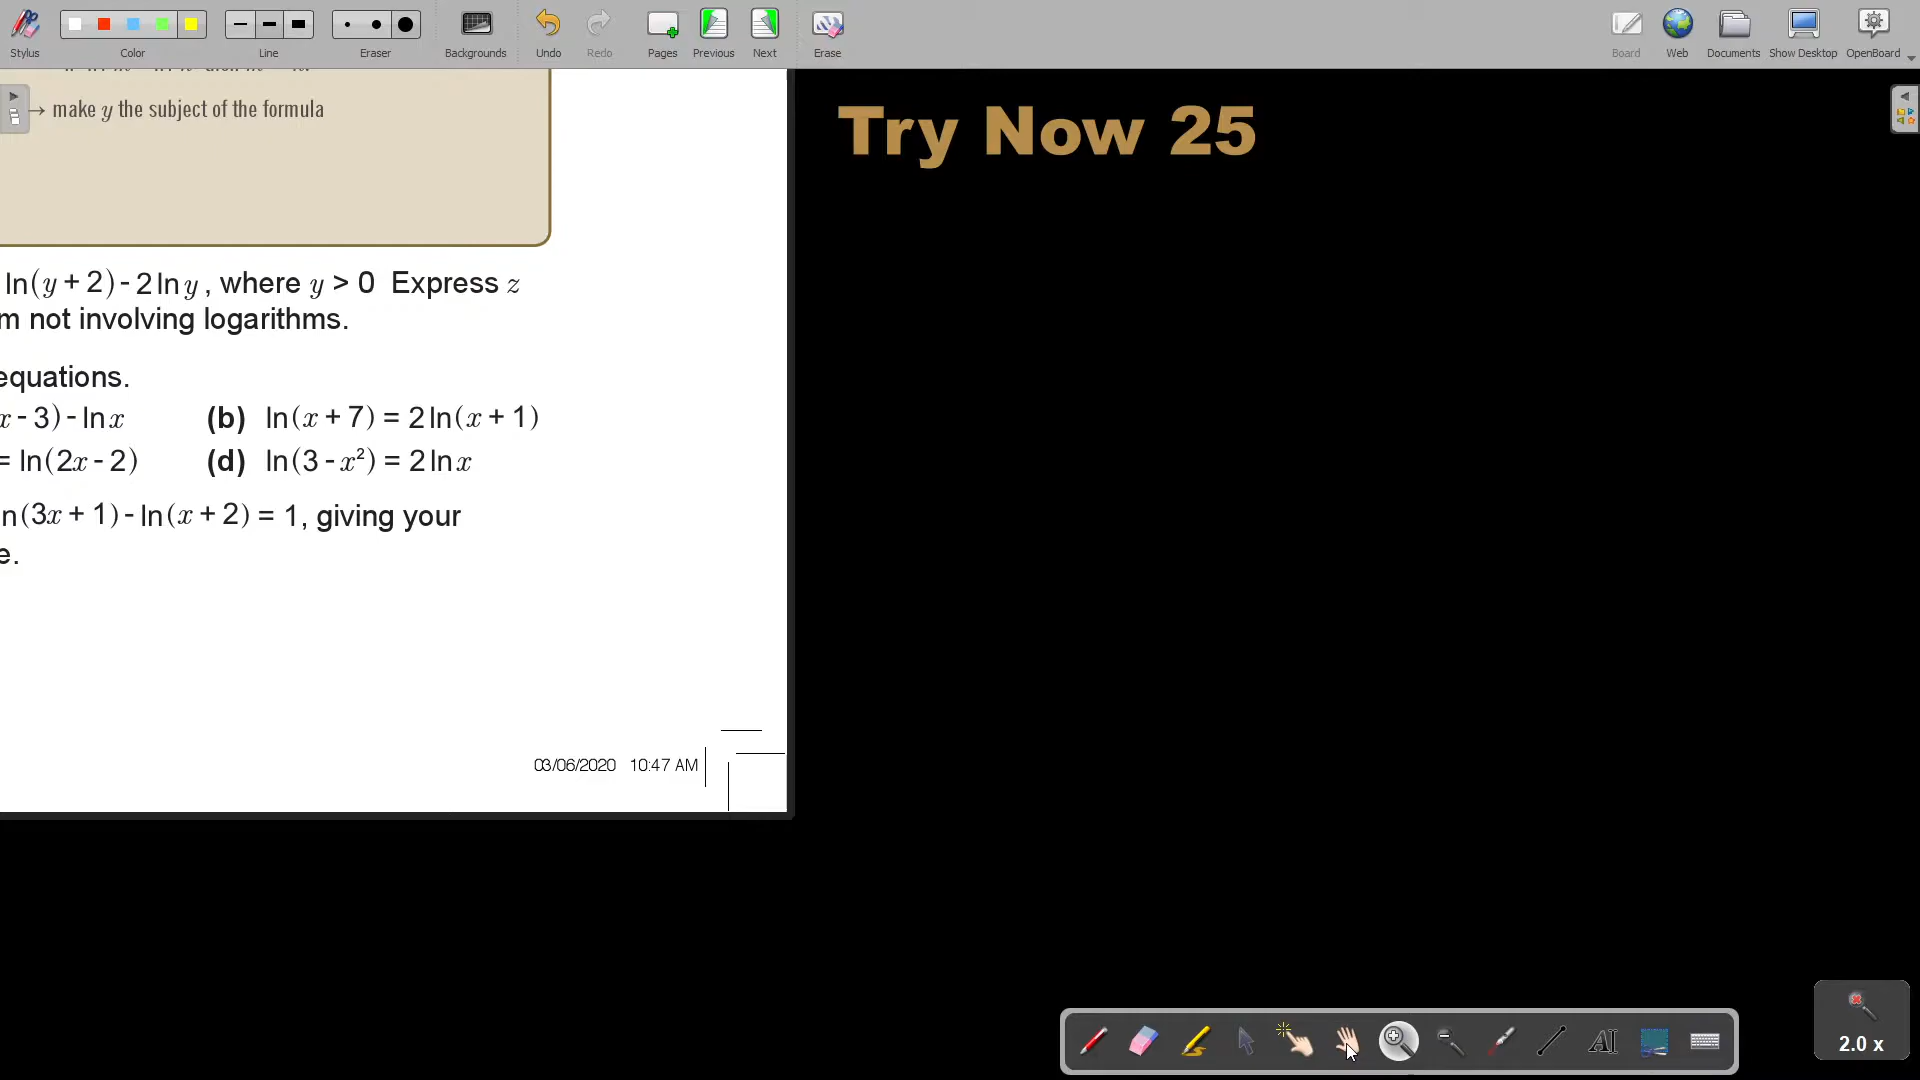 Stylus
Color
Line
Eraser
Backgrounds
Undo
Redo
Pages
Previous
Next
Erase
Board
Web
Documents
Show Desktop
OpenBoard
→ make y the subject of the formula
Try Now 25
ln(y + 2) - 2 ln y , where y > 0 Express z
m not involving logarithms.
equations.
x - 3) - ln x (b) ln(x + 7) = 2 ln(x + 1)
= ln(2x - 2) (d) ln(3 - x²) = 2 ln x
n(3x + 1) - ln(x + 2) = 1, giving your
e.
03/06/2020 10:47 AM
2.0 x